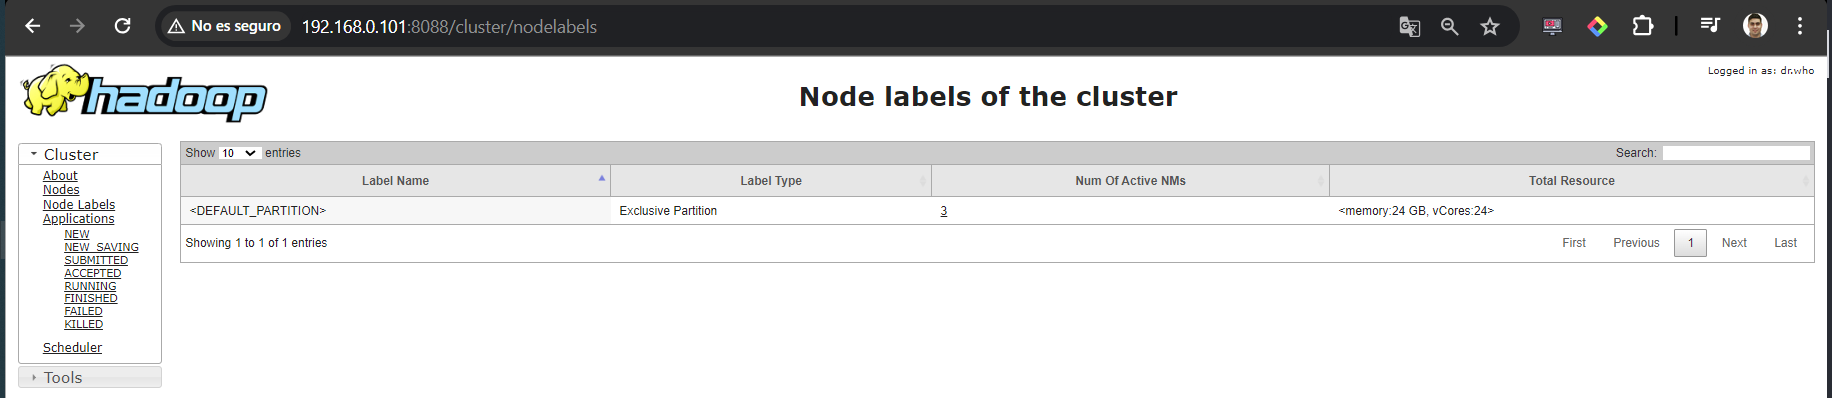 No es seguro 192.168.0.101:8088/cluster/nodelabels
Logged in as: dr.who
hadoop
Node labels of the cluster
Cluster
About
Nodes
Node Labels
Applications
NEW
NEW_SAVING
SUBMITTED
ACCEPTED
RUNNING
FINISHED
FAILED
KILLED
Scheduler
Tools
Show 10 entries Search:
Label Name Label Type Num Of Active NMs Total Resource
<DEFAULT_PARTITION> Exclusive Partition 3 <memory:24 GB, vCores:24>
Showing 1 to 1 of 1 entries First Previous 1 Next Last